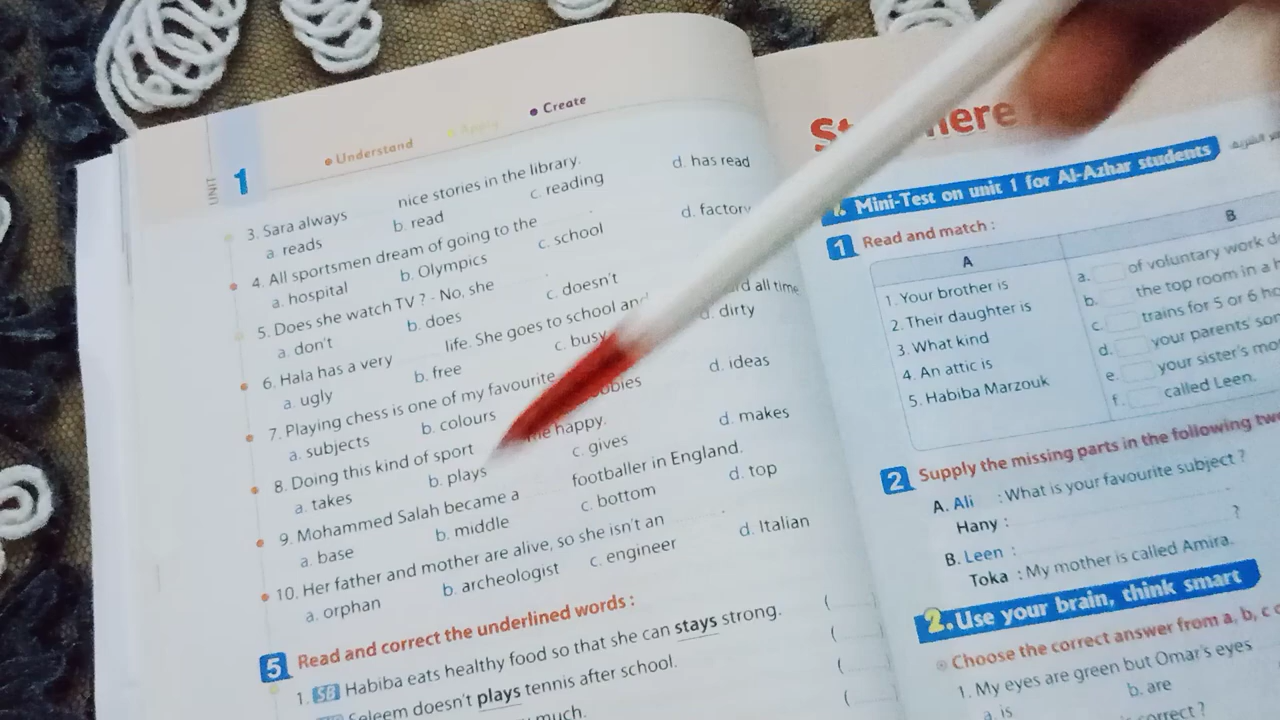 UNIT 1
Understand Apply Create
3. Sara always nice stories in the library.
a. reads b. read c. reading d. has read
4. All sportsmen dream of going to the
a. hospital b. Olympics c. school d. factory
5. Does she watch TV ? - No, she
a. don't b. does c. doesn't
6. Hala has a very life. She goes to school and all time
a. ugly b. free c. busy d. dirty
7. Playing chess is one of my favourite
a. subjects b. colours d. ideas
8. Doing this kind of sport me happy.
a. takes b. plays c. gives d. makes
9. Mohammed Salah became a footballer in England.
a. base b. middle c. bottom d. top
10. Her father and mother are alive, so she isn't an
a. orphan b. archeologist c. engineer d. Italian
5 Read and correct the underlined words :
1. SB Habiba eats healthy food so that she can stays strong. (
Seleem doesn't plays tennis after school. (
much. (
(
1. Mini-Test on unit 1 for Al-Azhar students
1 Read and match :
A B
1. Your brother is a. of voluntary work
2. Their daughter is b. the top room in a
3. What kind c. trains for 5 or 6
4. An attic is d. your parents'
5. Habiba Marzouk e. your sister's
f. called Leen.
2 Supply the missing parts in the following
A. Ali : What is your favourite subject ?
Hany :
B. Leen : ?
Toka : My mother is called Amira.
2. Use your brain, think smart
Choose the correct answer from a, b, c
1. My eyes are green but Omar's eyes
a. is b. are
correct ?